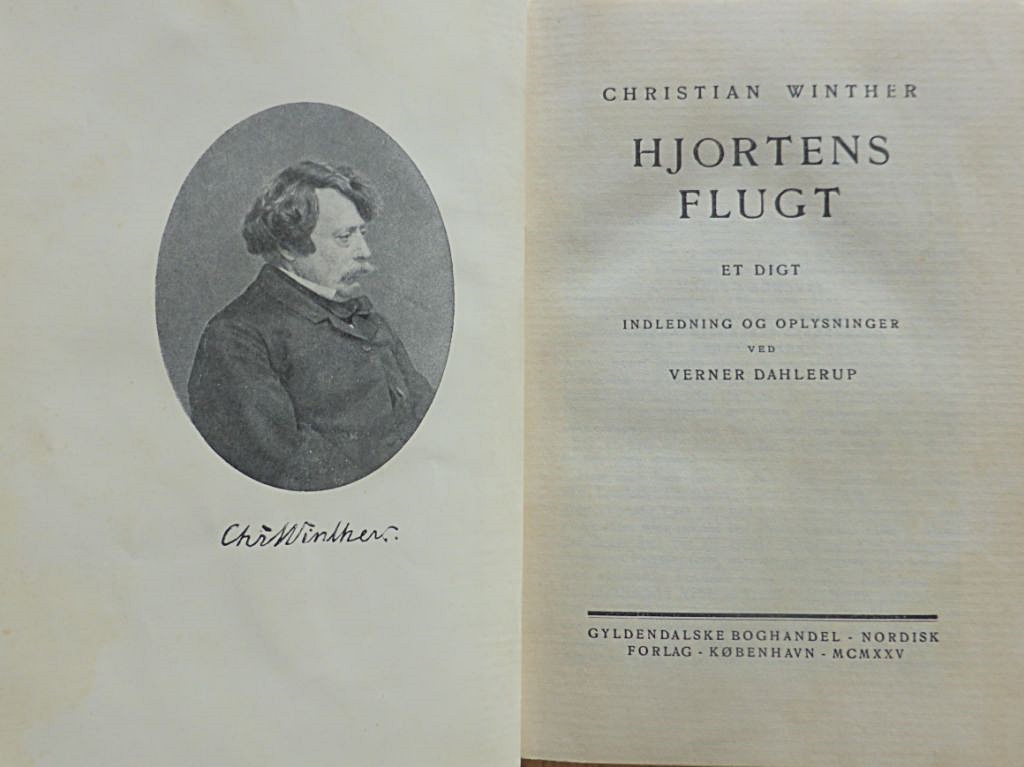 Chr Winther.
CHRISTIAN WINTHER
HJORTENS
FLUGT
ET DIGT
INDLEDNING OG OPLYSNINGER
VED
VERNER DAHLERUP
GYLDENDALSKE BOGHANDEL - NORDISK
FORLAG - KØBENHAVN - MCMXXV